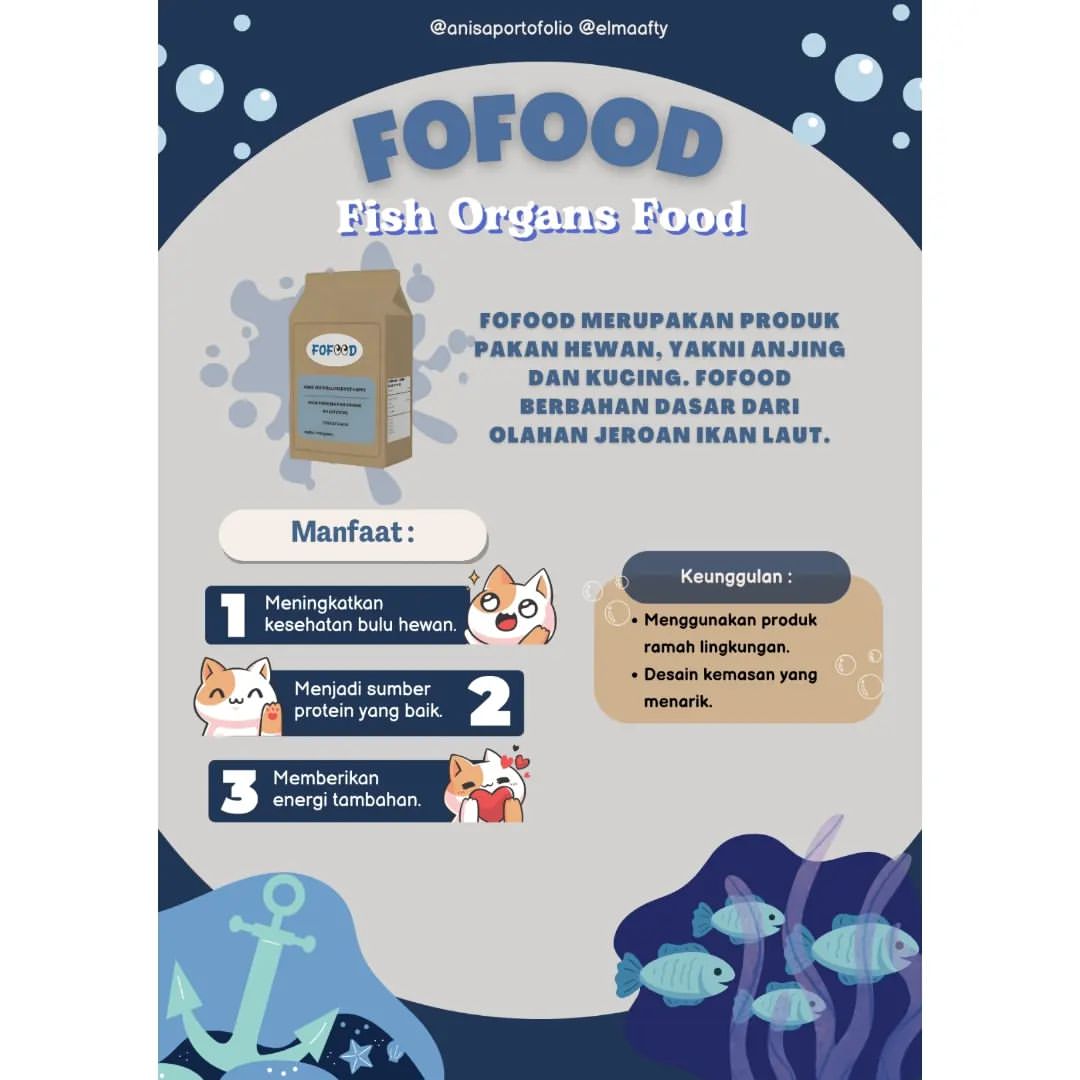 @anisaportofolio @elmaafty
FOFOOD
Fish Organs Food
FOFOOD
FOFOOD MERUPAKAN PRODUK
PAKAN HEWAN, YAKNI ANJING
DAN KUCING. FOFOOD
BERBAHAN DASAR DARI
OLAHAN JEROAN IKAN LAUT.
Manfaat :
1 Meningkatkan
kesehatan bulu hewan.
Menjadi sumber
protein yang baik. 2
3 Memberikan
energi tambahan.
Keunggulan :
• Menggunakan produk
ramah lingkungan.
• Desain kemasan yang
menarik.